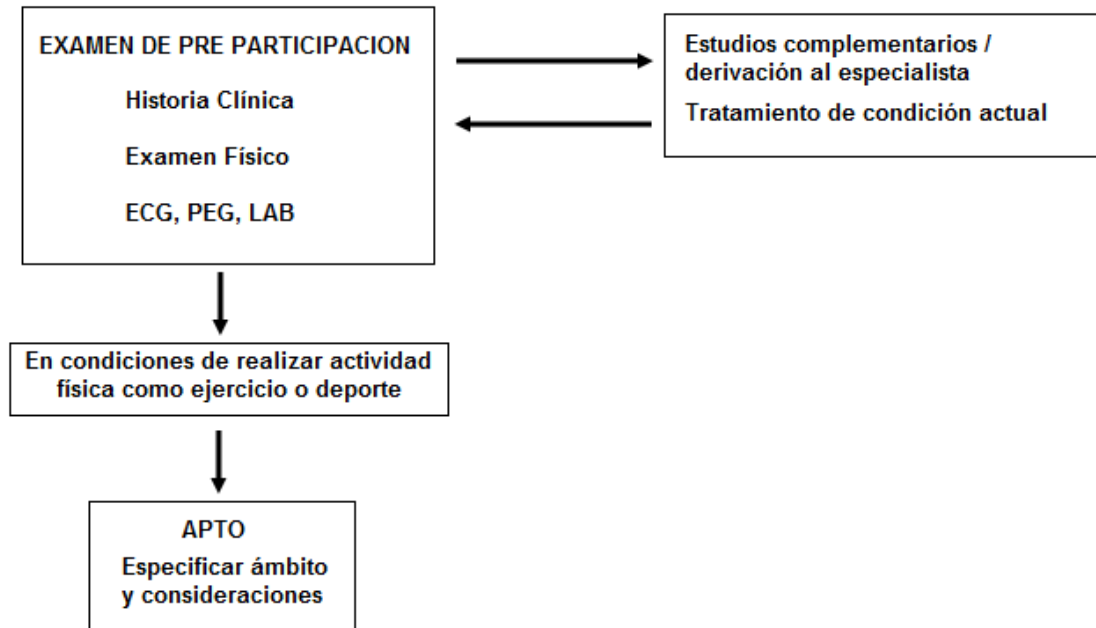 EXAMEN DE PRE PARTICIPACION
Historia Clínica
Examen Físico
ECG, PEG, LAB
Estudios complementarios /
derivación al especialista
Tratamiento de condición actual
En condiciones de realizar actividad
física como ejercicio o deporte
APTO
Especificar ámbito
y consideraciones